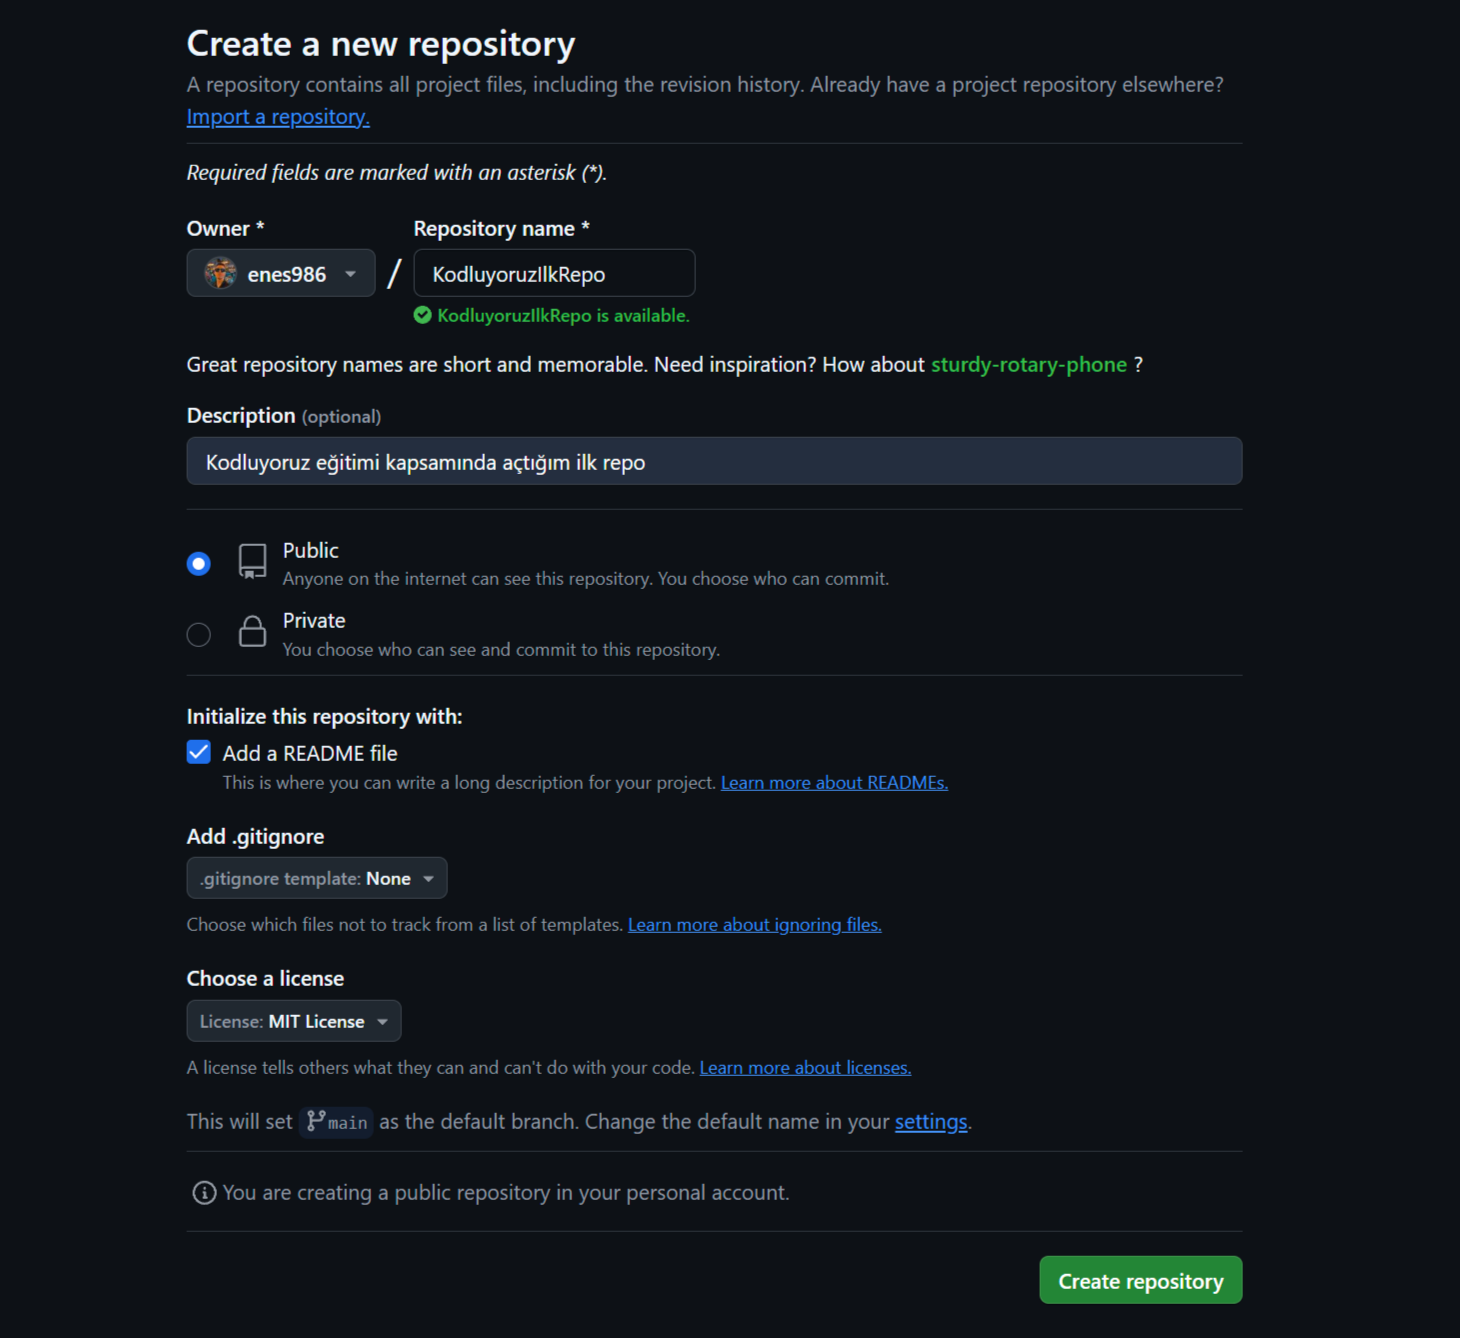 Create a new repository
A repository contains all project files, including the revision history. Already have a project repository elsewhere?
Import a repository.
Required fields are marked with an asterisk (*).
Owner *
Repository name *
enes986
/
KodluyoruzIlkRepo
KodluyoruzIlkRepo is available.
Great repository names are short and memorable. Need inspiration? How about sturdy-rotary-phone ?
Description (optional)
Kodluyoruz eğitimi kapsamında açtığım ilk repo
Public
Anyone on the internet can see this repository. You choose who can commit.
Private
You choose who can see and commit to this repository.
Initialize this repository with:
Add a README file
This is where you can write a long description for your project. Learn more about READMEs.
Add .gitignore
.gitignore template: None
Choose which files not to track from a list of templates. Learn more about ignoring files.
Choose a license
License: MIT License
A license tells others what they can and can't do with your code. Learn more about licenses.
This will set main as the default branch. Change the default name in your settings.
You are creating a public repository in your personal account.
Create repository